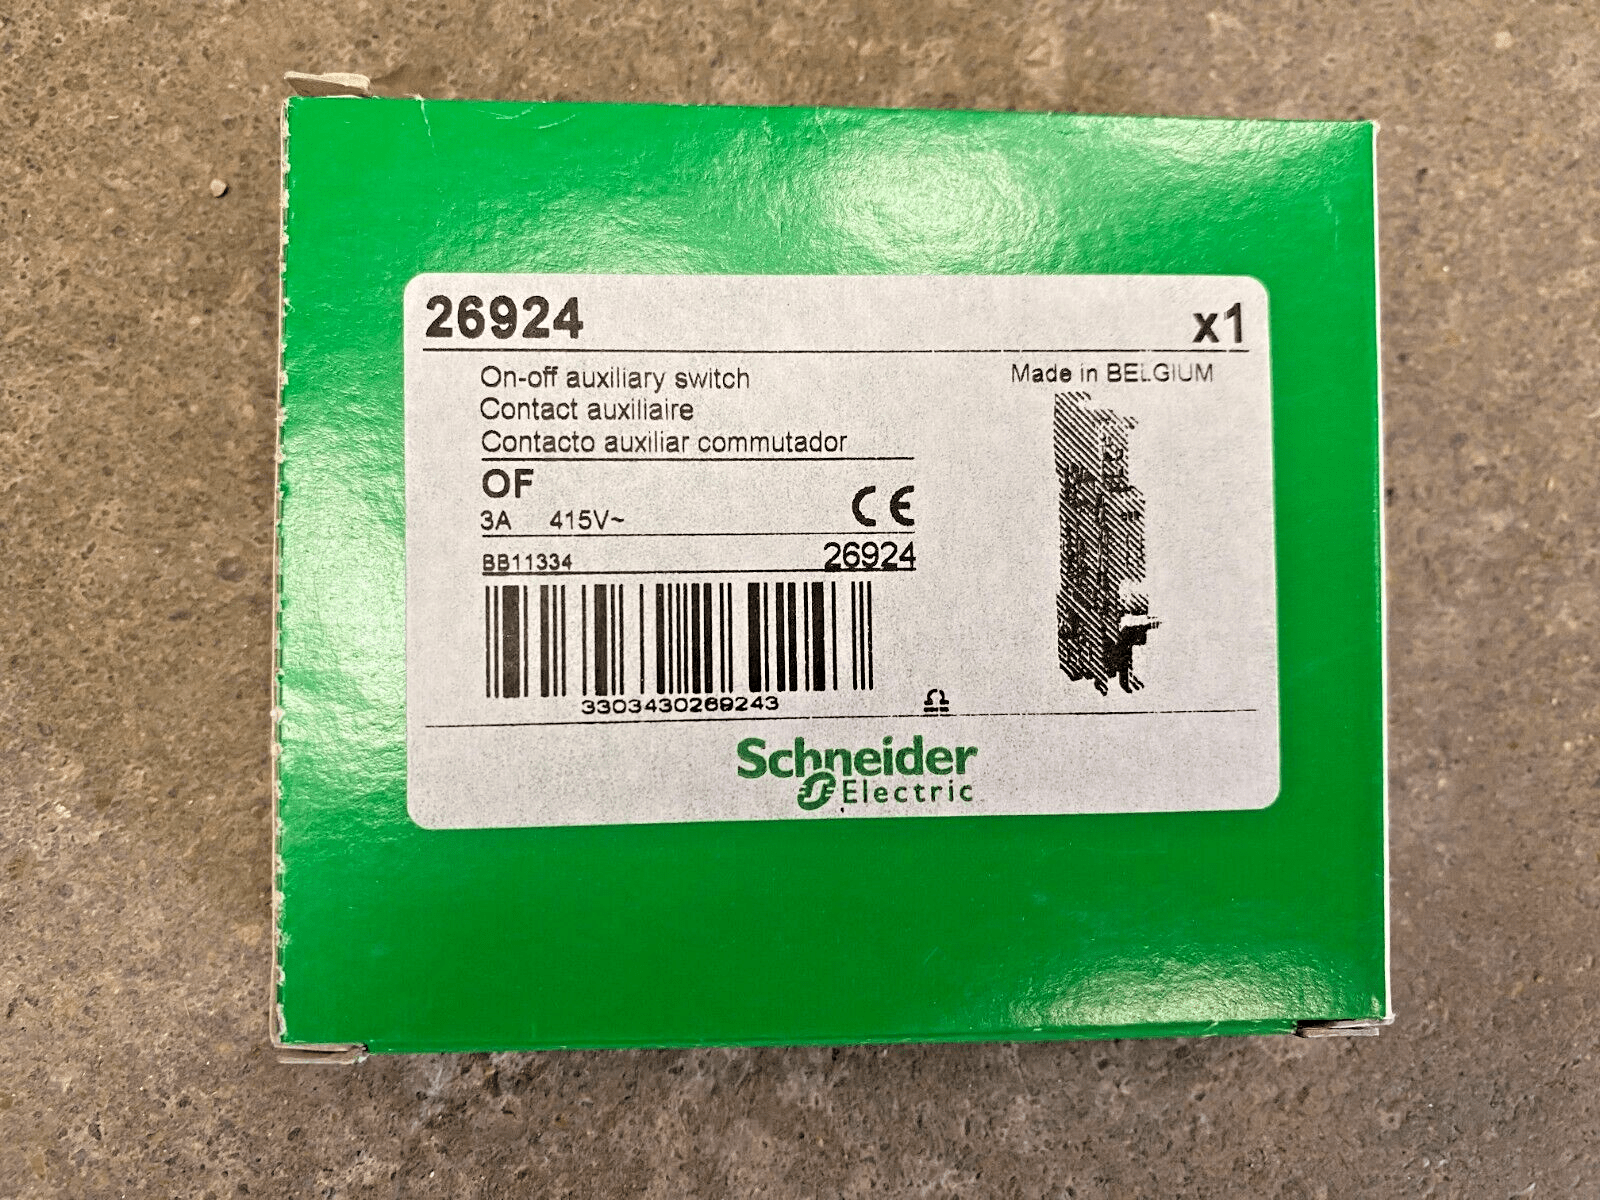 26924 x1
On-off auxiliary switch Made in BELGIUM
Contact auxiliaire
Contacto auxiliar commutador
OF
3A 415V~ CE
BB11334 26924
3303430269243
Schneider
Electric